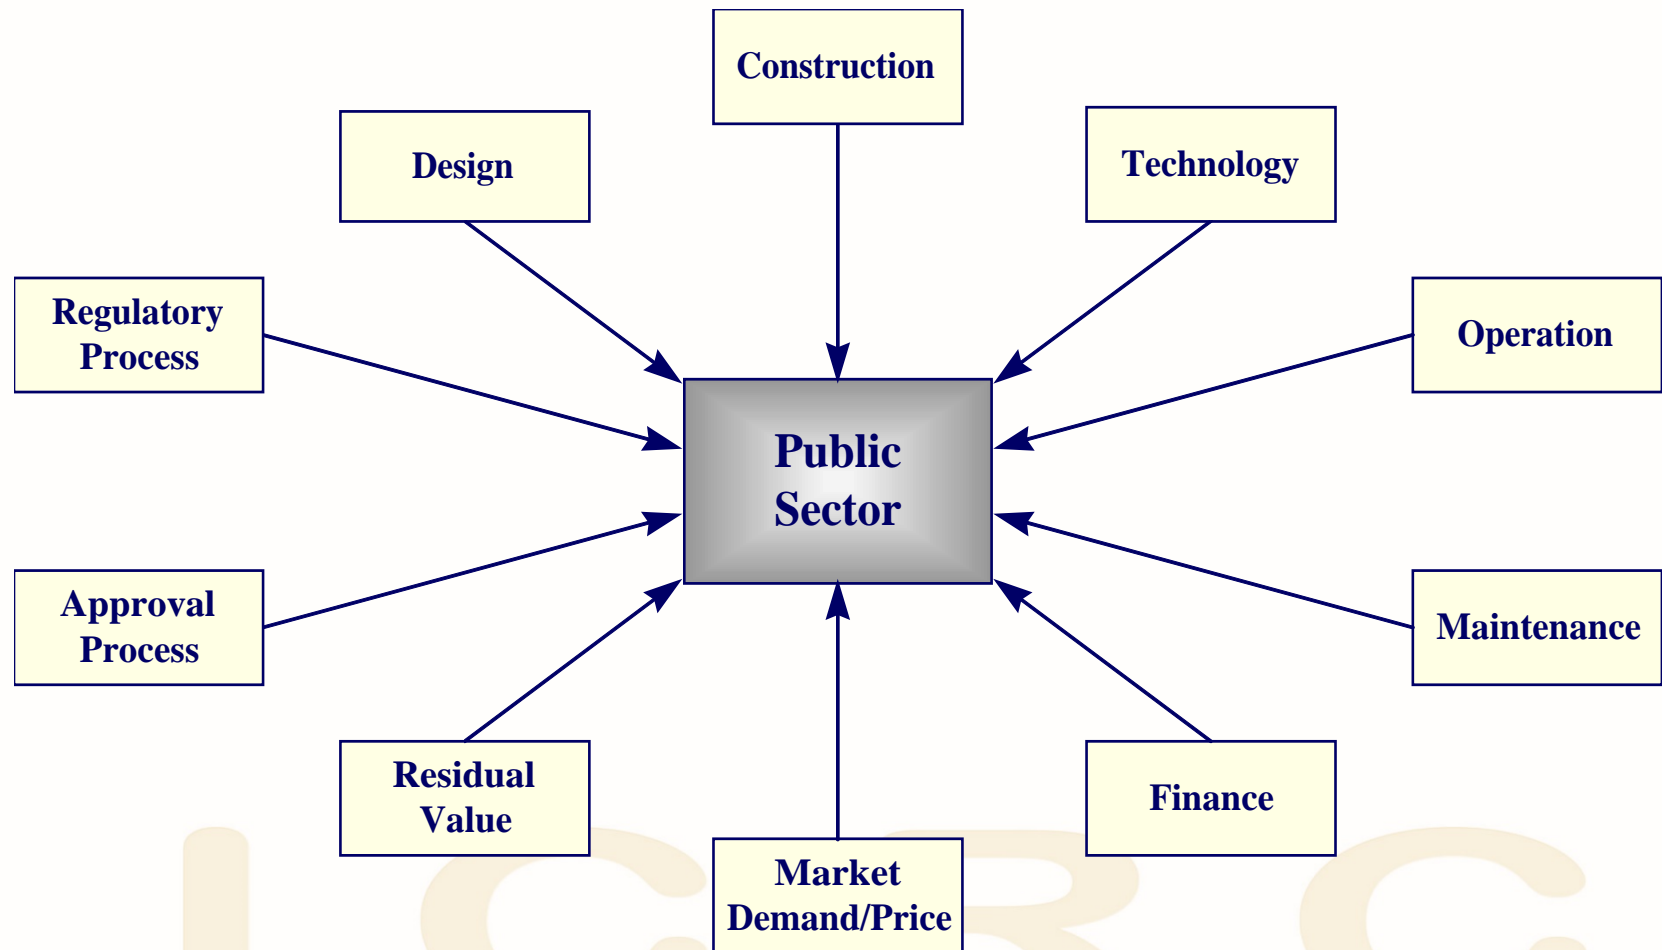 Construction
Design
Technology
Regulatory
Process
Operation
Public
Sector
Approval
Process
Maintenance
Residual
Value
Finance
Market
Demand/Price
I C R C